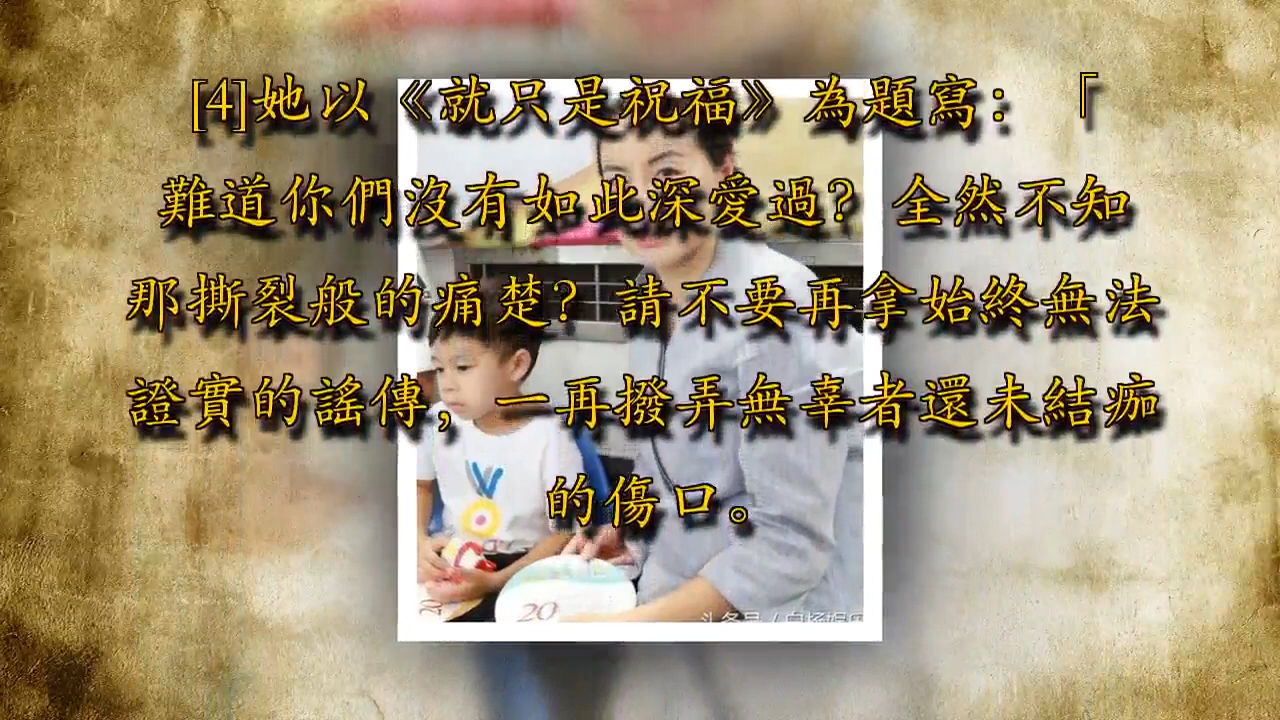 [4]她以《就只是祝福》為題寫：「
難道你們沒有如此深愛過？全然不知
那撕裂般的痛楚？請不要再拿始終無法
證實的謠傳，一再撥弄無辜者還未結痂
的傷口。
20
20